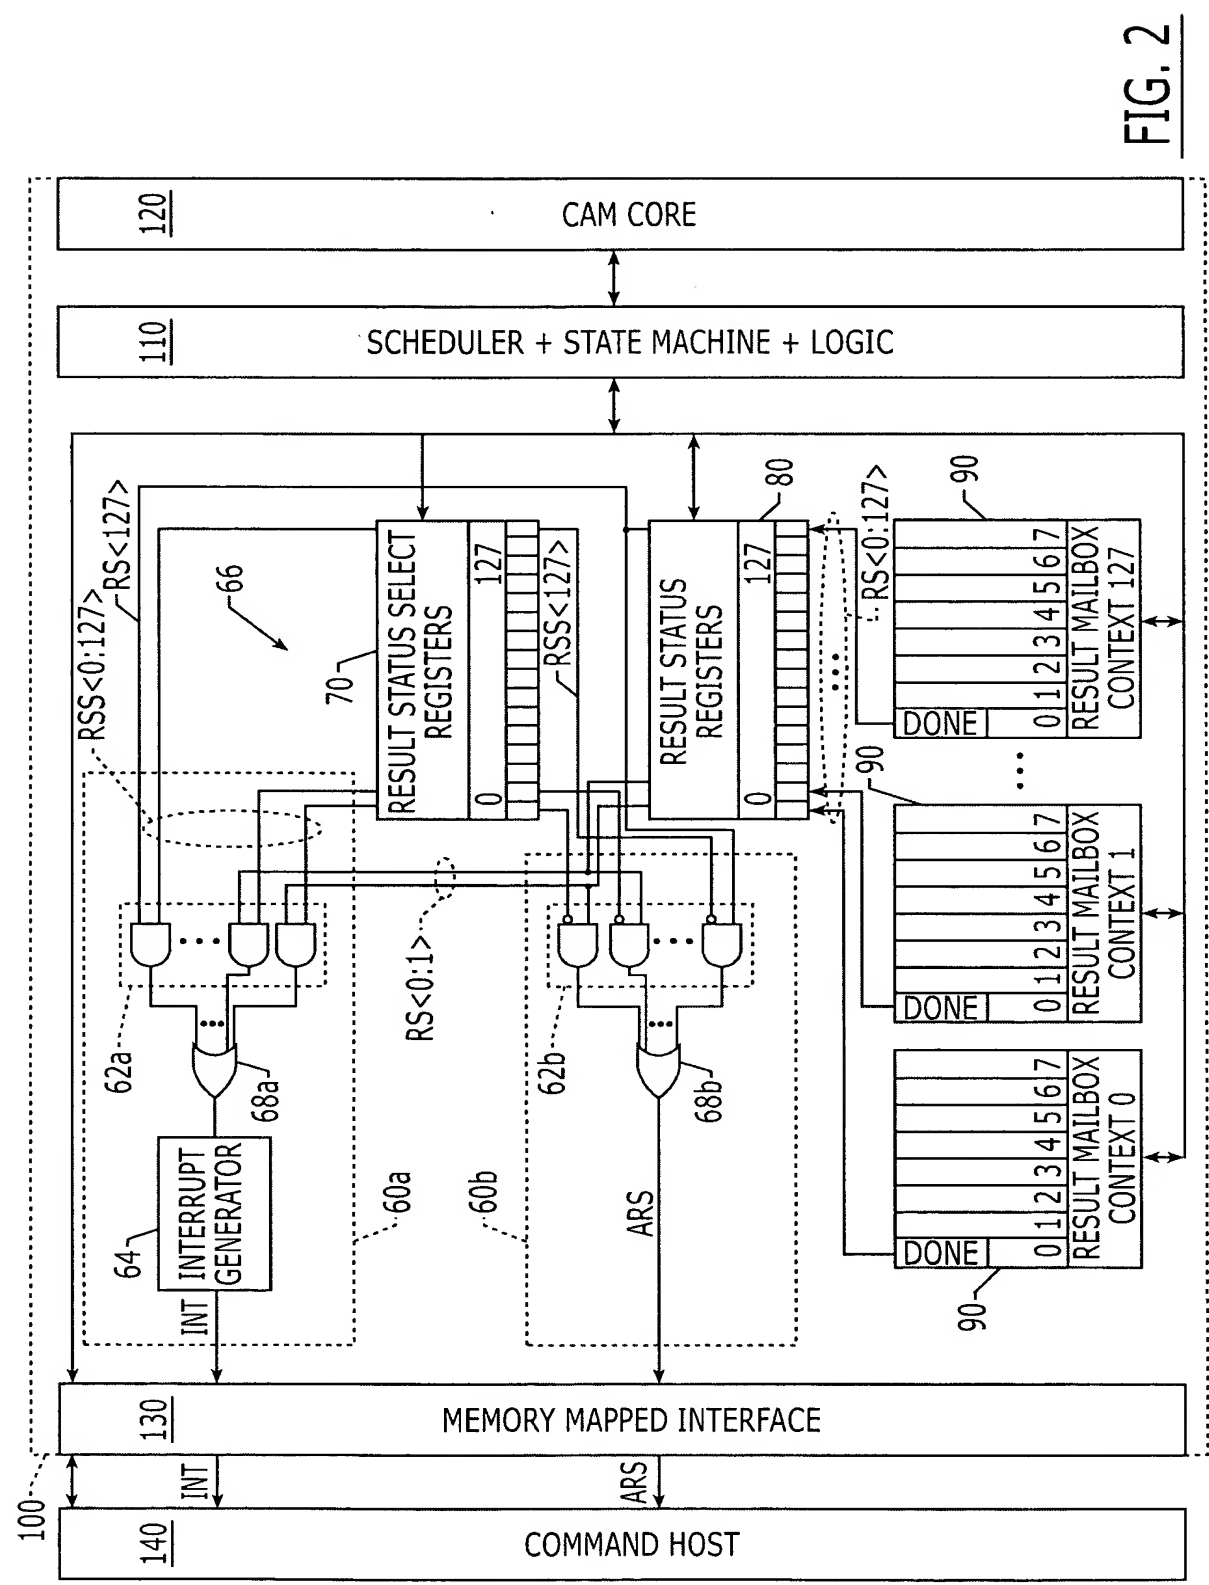 FIG. 2
100
140
COMMAND HOST
INT
ARS
130
MEMORY MAPPED INTERFACE
INT
ARS
64
INTERRUPT
GENERATOR
60a
60b
62a
68a
62b
68b
RS<0:1>
RSS<0:127>
RS<127>
66
70
RESULT STATUS SELECT
REGISTERS
0
127
RSS<127>
RESULT STATUS
REGISTERS
0
127
80
RS<0:127>
90
DONE
0 1 2 3 4 5 6 7
RESULT MAILBOX
CONTEXT 0
90
DONE
0 1 2 3 4 5 6 7
RESULT MAILBOX
CONTEXT 1
90
DONE
0 1 2 3 4 5 6 7
RESULT MAILBOX
CONTEXT 127
110
SCHEDULER + STATE MACHINE + LOGIC
120
CAM CORE